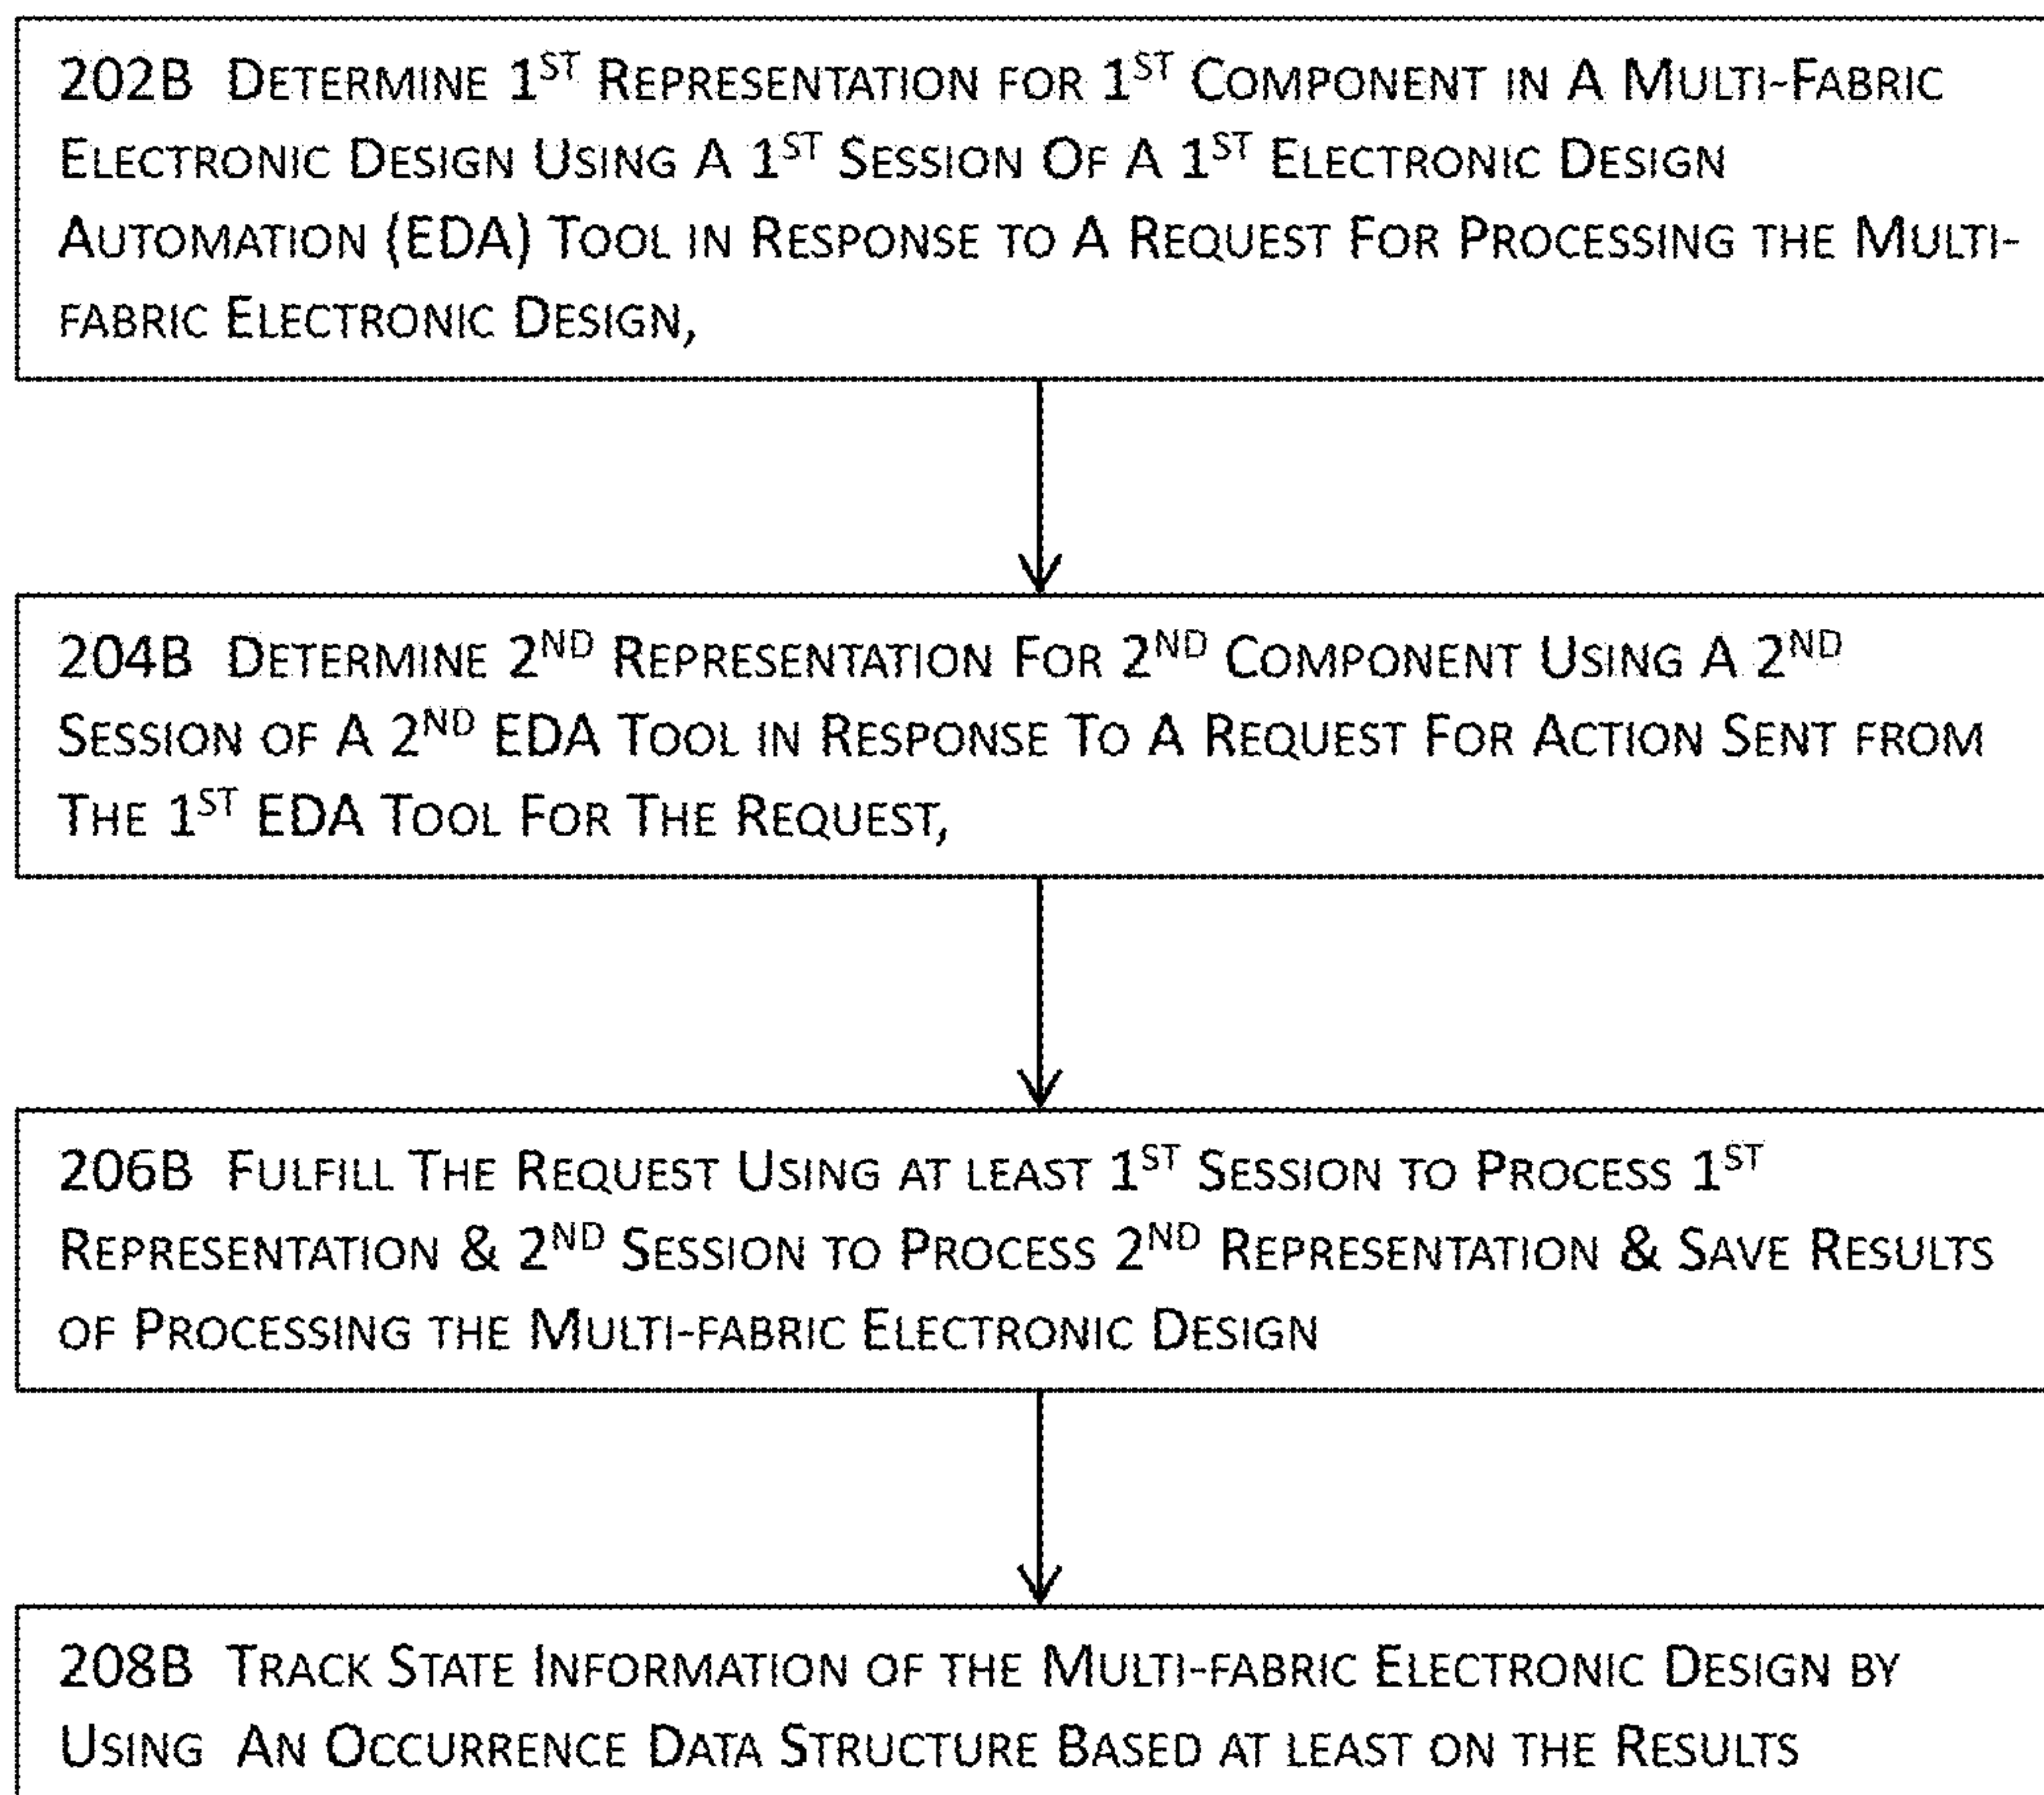 202B Determine 1ST Representation for 1ST Component in A Multi-Fabric
Electronic Design Using A 1ST Session Of A 1ST Electronic Design
Automation (EDA) Tool in Response to A Request For Processing the Multi-
fabric Electronic Design,
204B Determine 2ND Representation For 2ND Component Using A 2ND
Session of A 2ND EDA Tool in Response To A Request For Action Sent from
The 1ST EDA Tool For The Request,
206B Fulfill The Request Using at least 1ST Session to Process 1ST
Representation & 2ND Session to Process 2ND Representation & Save Results
of Processing the Multi-fabric Electronic Design
208B Track State Information of the Multi-fabric Electronic Design by
Using An Occurrence Data Structure Based at least on the Results